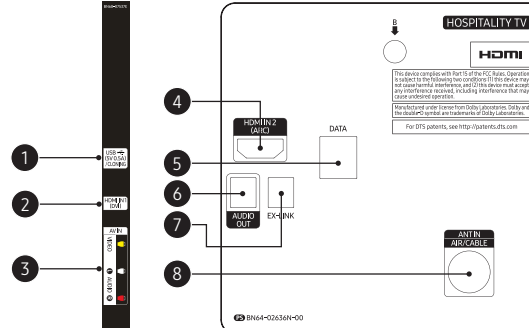 BN68-07537E
1
USB
(5V 0.5A)
/CLONING
2
HDMI IN 1
(DVI)
AV IN
3
VIDEO
L AUDIO R
B
HOSPITALITY TV
HDMI
This device complies with Part 15 of the FCC Rules. Operation
is subject to the following two conditions (1) this device may
not cause harmful interference, and (2) this device must accept
any interference received, including interference that may
cause undesired operation.
Manufactured under license from Dolby Laboratories. Dolby and
the double-D symbol are trademarks of Dolby Laboratories.
For DTS patents, see http://patents.dts.com
4
HDMI IN 2
(ARC)
DATA
5
6
AUDIO
OUT
EX-LINK
7
ANT IN
AIR/CABLE
8
BN64-02636N-00